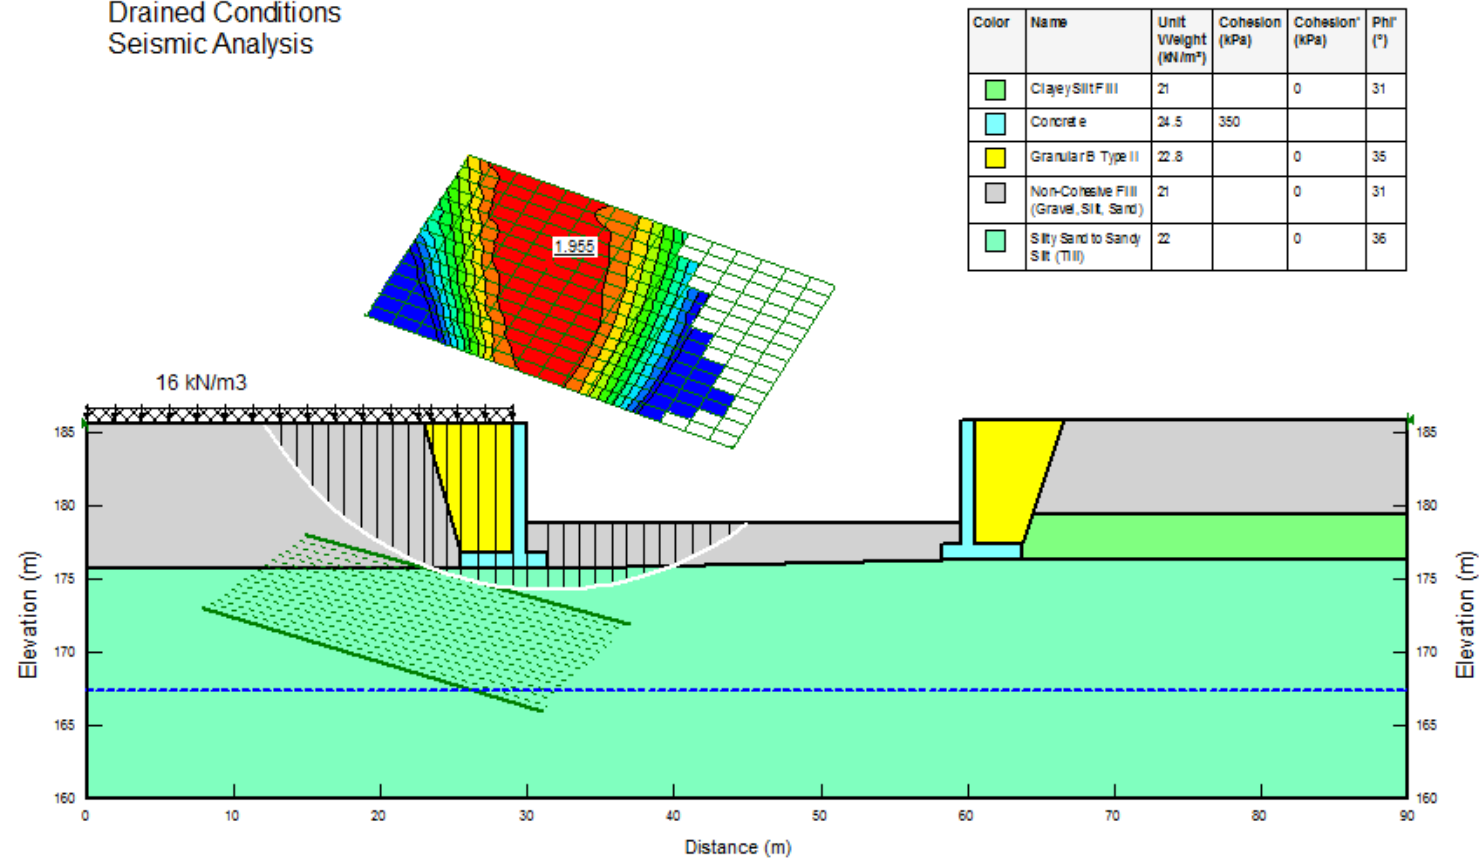 Drained Conditions
Seismic Analysis
Color Name Unit Weight (kN/m³) Cohesion (kPa) Cohesion' (kPa) Phi' (°)
Clayey Silt Fill 21 0 31
Concrete 24.5 350
Granular B Type II 22.8 0 35
Non-Cohesive Fill (Gravel, Silt, Sand) 21 0 31
Silty Sand to Sandy Silt (Till) 22 0 36
1.955
16 kN/m3
185
180
175
170
165
160
Elevation (m)
185
180
175
170
165
160
Elevation (m)
0 10 20 30 40 50 60 70 80 90
Distance (m)